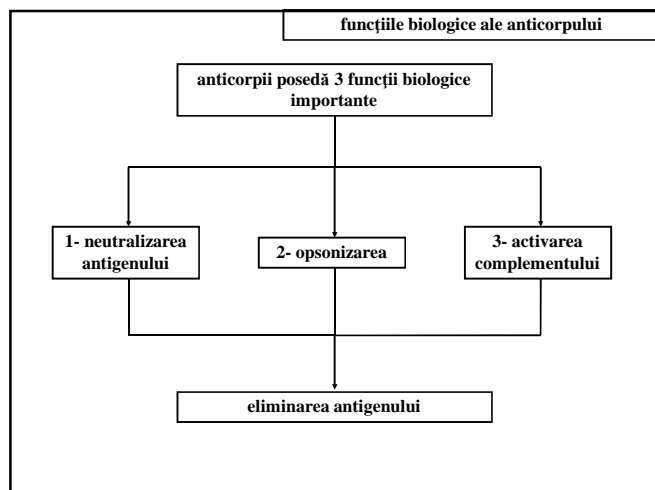 funcţiile biologice ale anticorpului
anticorpii posedă 3 funcţii biologice
importante
1- neutralizarea
antigenului
2- opsonizarea
3- activarea
complementului
eliminarea antigenului